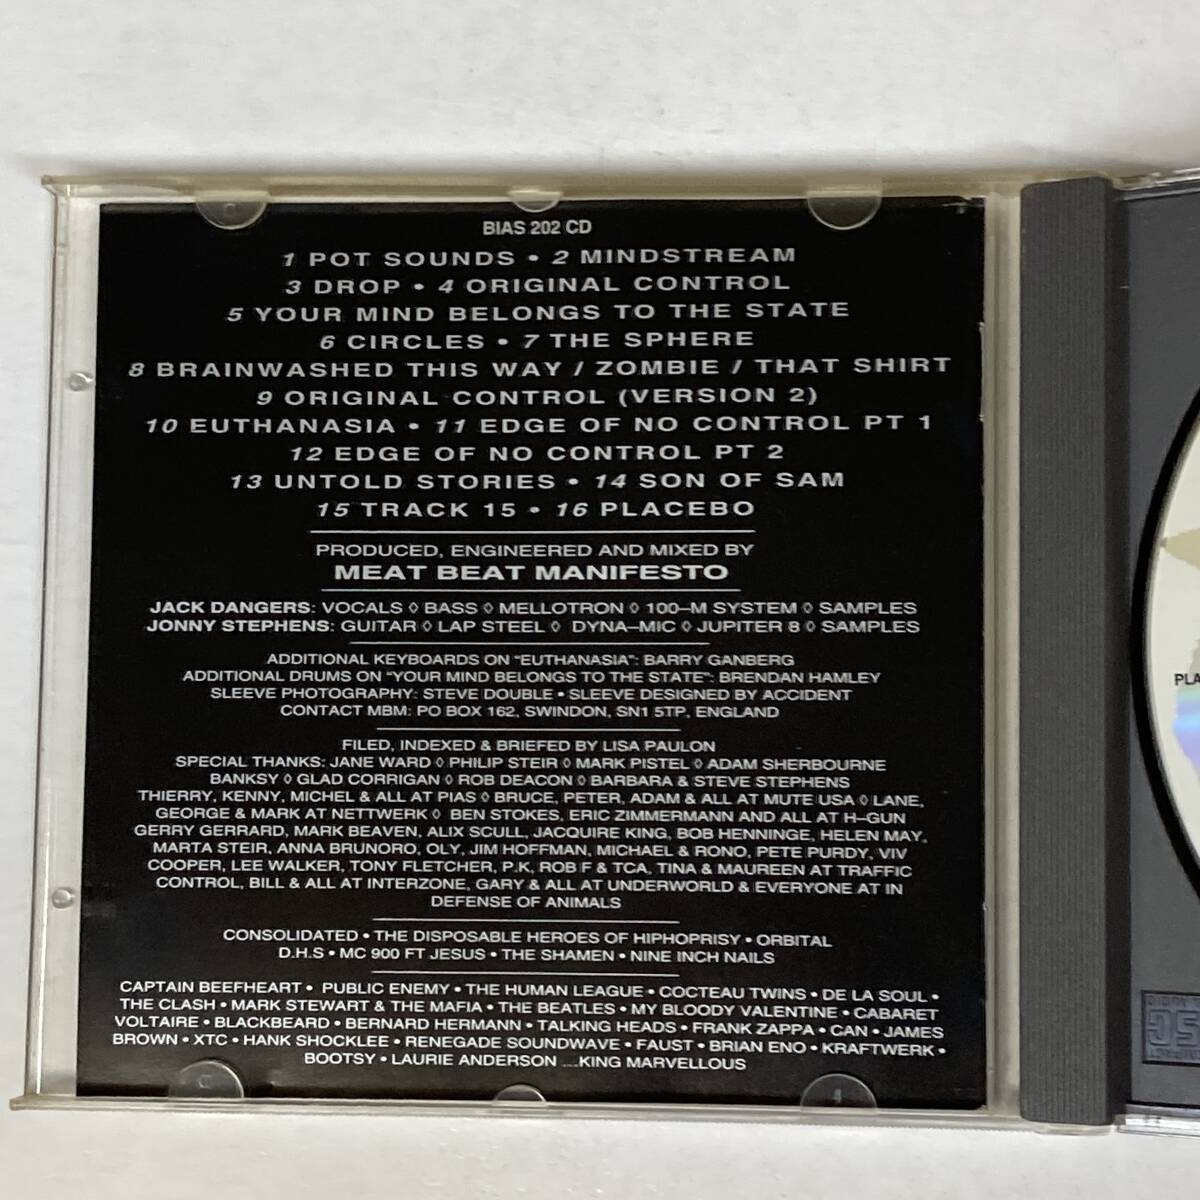 BIAS 202 CD
1 POT SOUNDS • 2 MINDSTREAM
3 DROP • 4 ORIGINAL CONTROL
5 YOUR MIND BELONGS TO THE STATE
6 CIRCLES • 7 THE SPHERE
8 BRAINWASHED THIS WAY / ZOMBIE / THAT SHIRT
9 ORIGINAL CONTROL (VERSION 2)
10 EUTHANASIA • 11 EDGE OF NO CONTROL PT 1
12 EDGE OF NO CONTROL PT 2
13 UNTOLD STORIES • 14 SON OF SAM
15 TRACK 15 • 16 PLACEBO
PRODUCED, ENGINEERED AND MIXED BY
MEAT BEAT MANIFESTO
JACK DANGERS: VOCALS ◊ BASS ◊ MELLOTRON ◊ 100–M SYSTEM ◊ SAMPLES
JONNY STEPHENS: GUITAR ◊ LAP STEEL ◊ DYNA–MIC ◊ JUPITER 8 ◊ SAMPLES
ADDITIONAL KEYBOARDS ON "EUTHANASIA": BARRY GANBERG
ADDITIONAL DRUMS ON "YOUR MIND BELONGS TO THE STATE": BRENDAN HAMLEY
SLEEVE PHOTOGRAPHY: STEVE DOUBLE • SLEEVE DESIGNED BY ACCIDENT
CONTACT MBM: PO BOX 162, SWINDON, SN1 5TP, ENGLAND
FILED, INDEXED & BRIEFED BY LISA PAULON
SPECIAL THANKS: JANE WARD ◊ PHILIP STEIR ◊ MARK PISTEL ◊ ADAM SHERBOURNE
BANKSY ◊ GLAD CORRIGAN ◊ ROB DEACON ◊ BARBARA & STEVE STEPHENS
THIERRY, KENNY, MICHEL & ALL AT PIAS ◊ BRUCE, PETER, ADAM & ALL AT MUTE USA ◊ LANE,
GEORGE & MARK AT NETTWERK ◊ BEN STOKES, ERIC ZIMMERMANN AND ALL AT H–GUN
GERRY GERRARD, MARK BEAVEN, ALIX SCULL, JACQUIRE KING, BOB HENNINGE, HELEN MAY,
MARTA STEIR, ANNA BRUNORO, OLY, JIM HOFFMAN, MICHAEL & RONO, PETE PURDY, VIV
COOPER, LEE WALKER, TONY FLETCHER, P.K, ROB F & TCA, TINA & MAUREEN AT TRAFFIC
CONTROL, BILL & ALL AT INTERZONE, GARY & ALL AT UNDERWORLD & EVERYONE AT IN
DEFENSE OF ANIMALS
CONSOLIDATED • THE DISPOSABLE HEROES OF HIPHOPRISY • ORBITAL
D.H.S • MC 900 FT JESUS • THE SHAMEN • NINE INCH NAILS
CAPTAIN BEEFHEART • PUBLIC ENEMY • THE HUMAN LEAGUE • COCTEAU TWINS • DE LA SOUL •
THE CLASH • MARK STEWART & THE MAFIA • THE BEATLES • MY BLOODY VALENTINE • CABARET
VOLTAIRE • BLACKBEARD • BERNARD HERMANN • TALKING HEADS • FRANK ZAPPA • CAN • JAMES
BROWN • XTC • HANK SHOCKLEE • RENEGADE SOUNDWAVE • FAUST • BRIAN ENO • KRAFTWERK •
BOOTSY • LAURIE ANDERSON ....KING MARVELLOUS
PLA